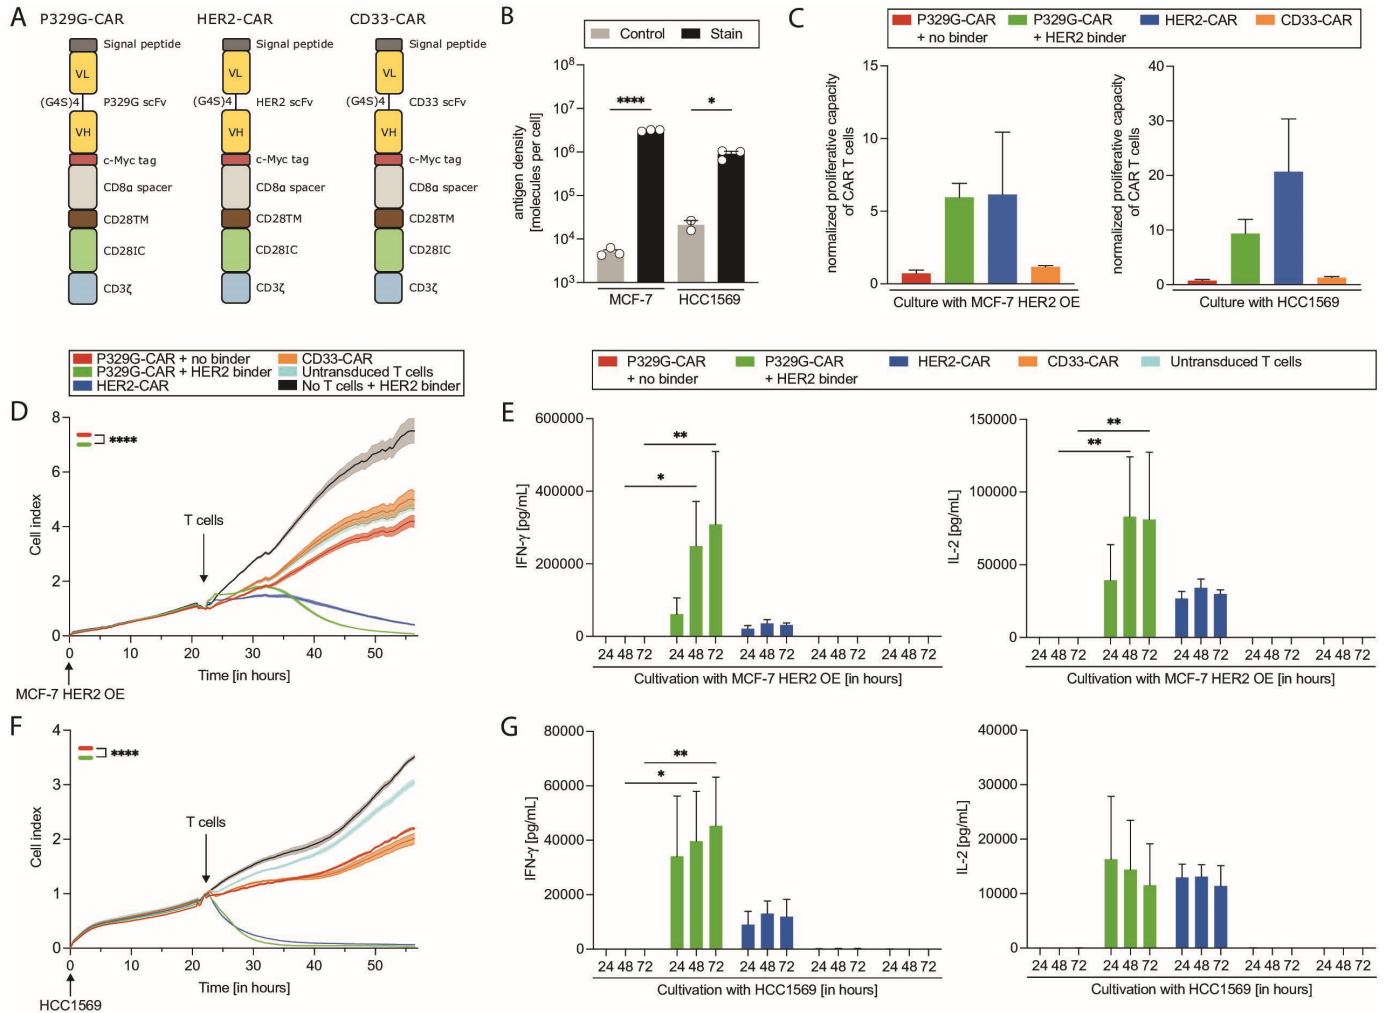 A
P329G-CAR
HER2-CAR
CD33-CAR
Signal peptide
Signal peptide
Signal peptide
VL
VL
VL
(G4S)4
P329G scFv
(G4S)4
HER2 scFv
(G4S)4
CD33 scFv
VH
VH
VH
c-Myc tag
c-Myc tag
c-Myc tag
CD8α spacer
CD8α spacer
CD8α spacer
CD28TM
CD28TM
CD28TM
CD28IC
CD28IC
CD28IC
CD3ζ
CD3ζ
CD3ζ
B
Control
Stain
antigen density
[molecules per cell]
10⁸
10⁷
10⁶
10⁵
10⁴
10³
****
*
MCF-7
HCC1569
C
P329G-CAR
+ no binder
P329G-CAR
+ HER2 binder
HER2-CAR
CD33-CAR
normalized proliferative capacity
of CAR T cells
15
10
5
0
Culture with MCF-7 HER2 OE
normalized proliferative capacity
of CAR T cells
40
30
20
10
0
Culture with HCC1569
P329G-CAR + no binder
P329G-CAR + HER2 binder
HER2-CAR
CD33-CAR
Untransduced T cells
No T cells + HER2 binder
D
****
Cell index
8
6
4
2
0
T cells
0
10
20
30
40
50
Time [in hours]
MCF-7 HER2 OE
P329G-CAR
+ no binder
P329G-CAR
+ HER2 binder
HER2-CAR
CD33-CAR
Untransduced T cells
E
IFN-γ [pg/mL]
600000
400000
200000
0
**
*
24 48 72
24 48 72
24 48 72
24 48 72
24 48 72
Cultivation with MCF-7 HER2 OE [in hours]
IL-2 [pg/mL]
150000
100000
50000
0
**
**
24 48 72
24 48 72
24 48 72
24 48 72
24 48 72
Cultivation with MCF-7 HER2 OE [in hours]
F
****
Cell index
4
3
2
1
0
T cells
0
10
20
30
40
50
Time [in hours]
HCC1569
G
IFN-γ [pg/mL]
80000
60000
40000
20000
0
**
*
24 48 72
24 48 72
24 48 72
24 48 72
24 48 72
Cultivation with HCC1569 [in hours]
IL-2 [pg/mL]
40000
30000
20000
10000
0
24 48 72
24 48 72
24 48 72
24 48 72
24 48 72
Cultivation with HCC1569 [in hours]